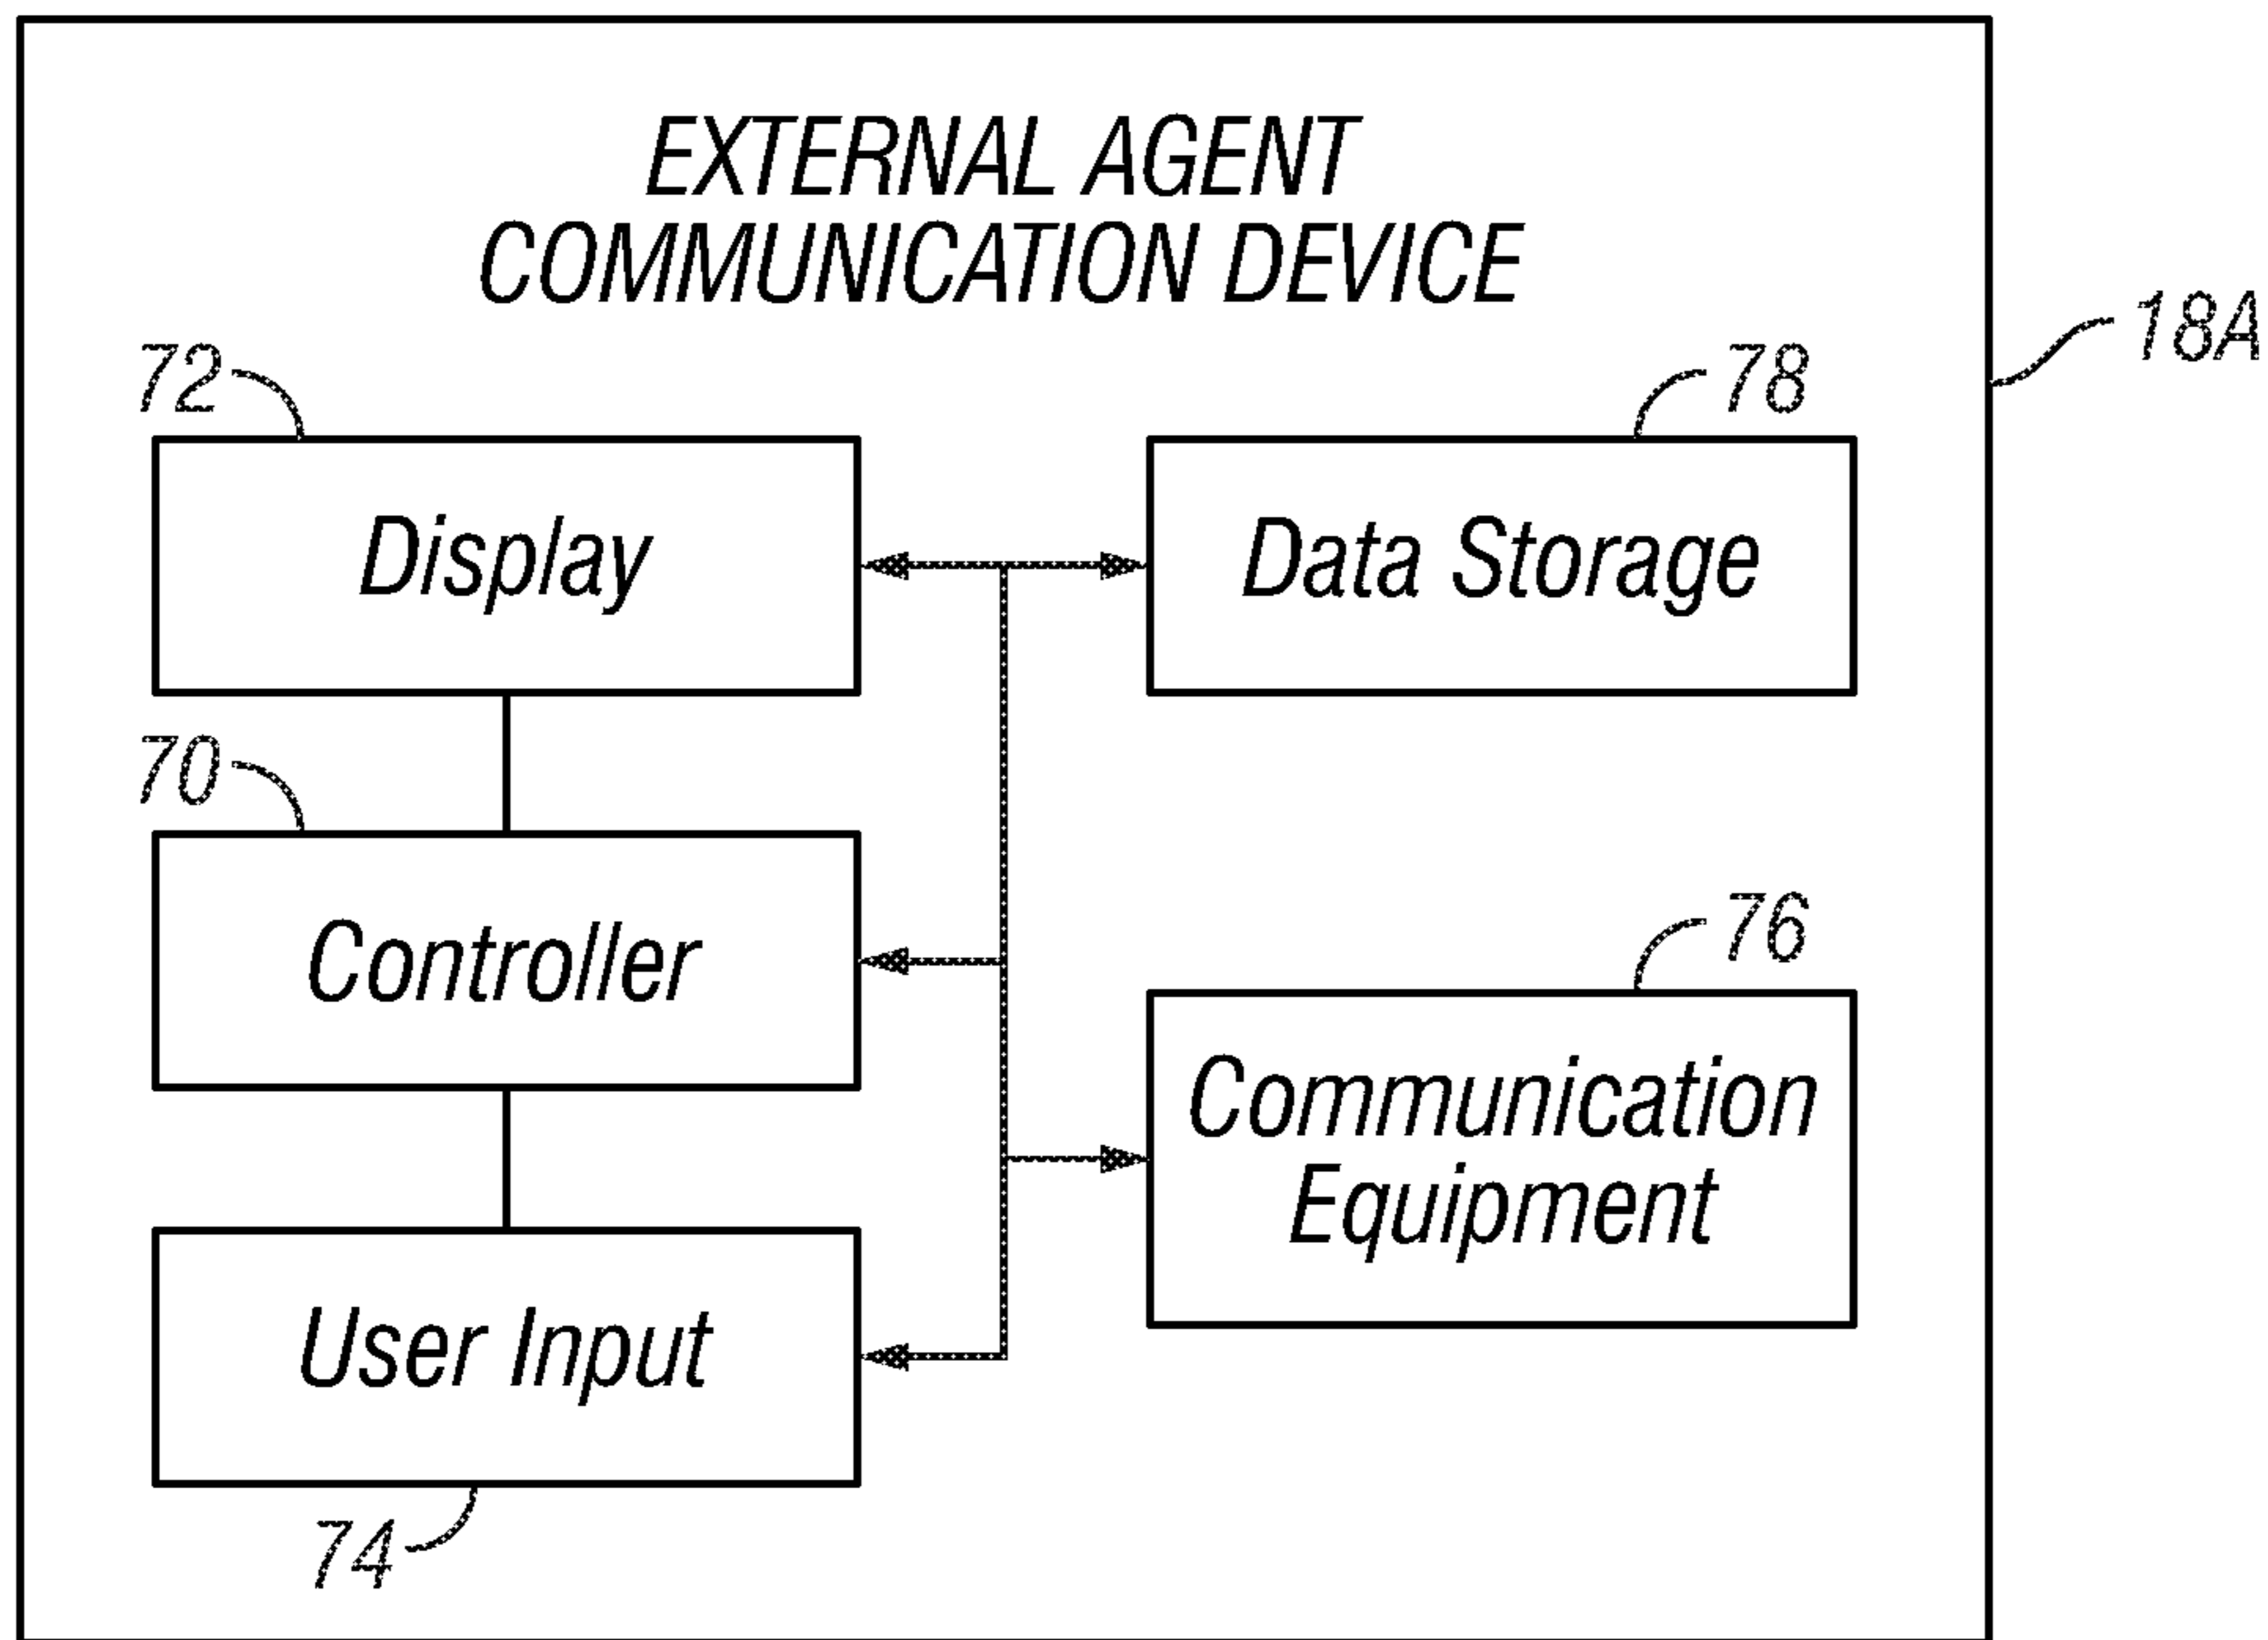 EXTERNAL AGENT
COMMUNICATION DEVICE
18A
72
78
Display
Data Storage
70
Controller
76
Communication
Equipment
User Input
74